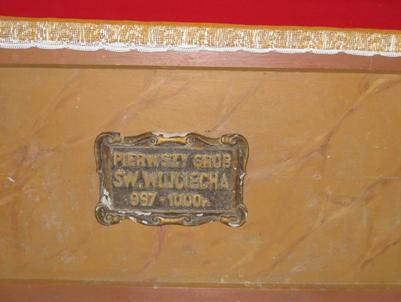 PIERWSZY GRÓB
ŚW. WOJCIECHA
997-1000 R.